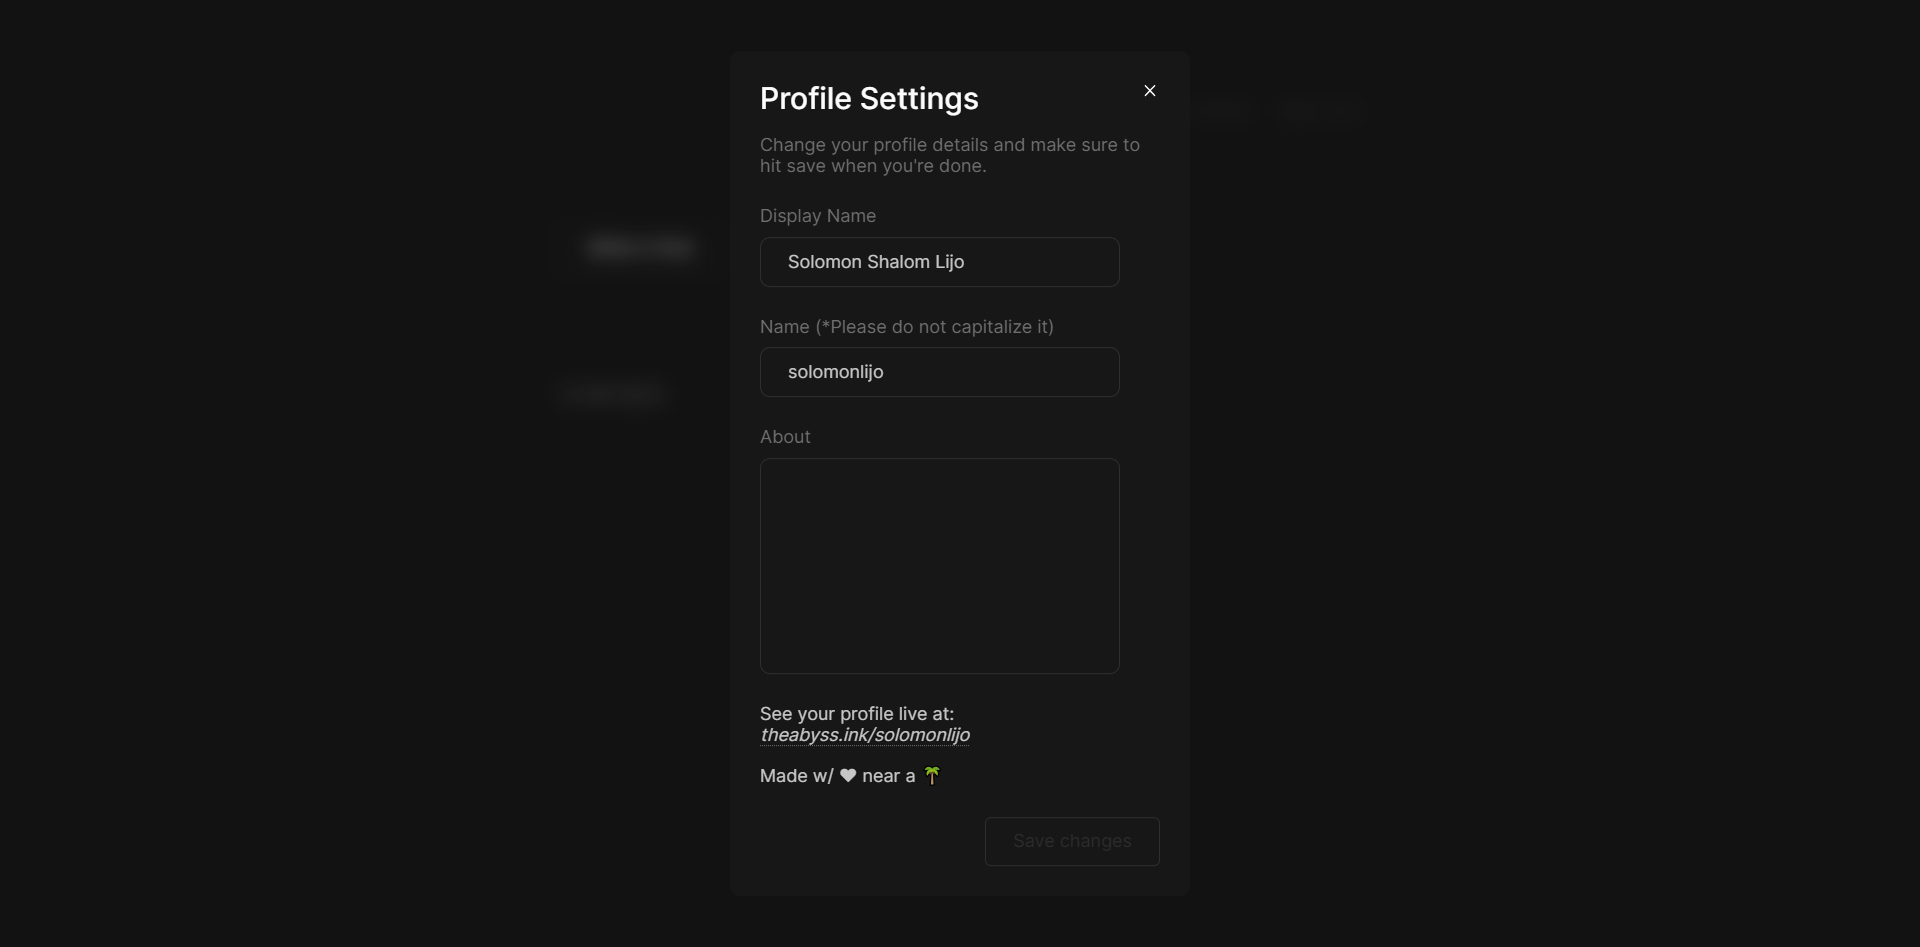 Profile Settings
Change your profile details and make sure to
hit save when you're done.
Display Name
Solomon Shalom Lijo
Name (*Please do not capitalize it)
solomonlijo
About
See your profile live at:
theabyss.ink/solomonlijo
Made w/ ♥ near a 🌴
Save changes